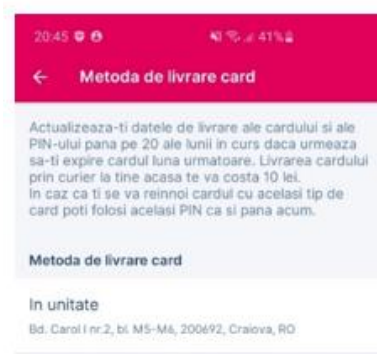 20:45 41%
Metoda de livrare card
Actualizeaza-ti datele de livrare ale cardului si ale
PIN-ului pana pe 20 ale lunii in curs daca urmeaza
sa-ti expire cardul luna urmatoare. Livrarea cardului
prin curier la tine acasa te va costa 10 lei.
In caz ca ti se va reinnoi cardul cu acelasi tip de
card poti folosi acelasi PIN ca si pana acum.
Metoda de livrare card
In unitate
Bd. Carol I nr.2, bl. M5-M6, 200692, Craiova, RO